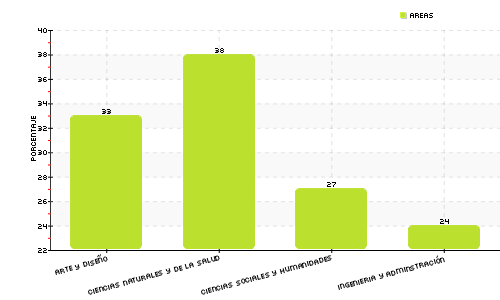 AREAS
PORCENTAJE
40
38
36
34
32
30
28
26
24
22
33
38
27
24
ARTE Y DISEÑO
CIENCIAS NATURALES Y DE LA SALUD
CIENCIAS SOCIALES Y HUMANIDADES
INGENIERIA Y ADMINSTRACIÓN